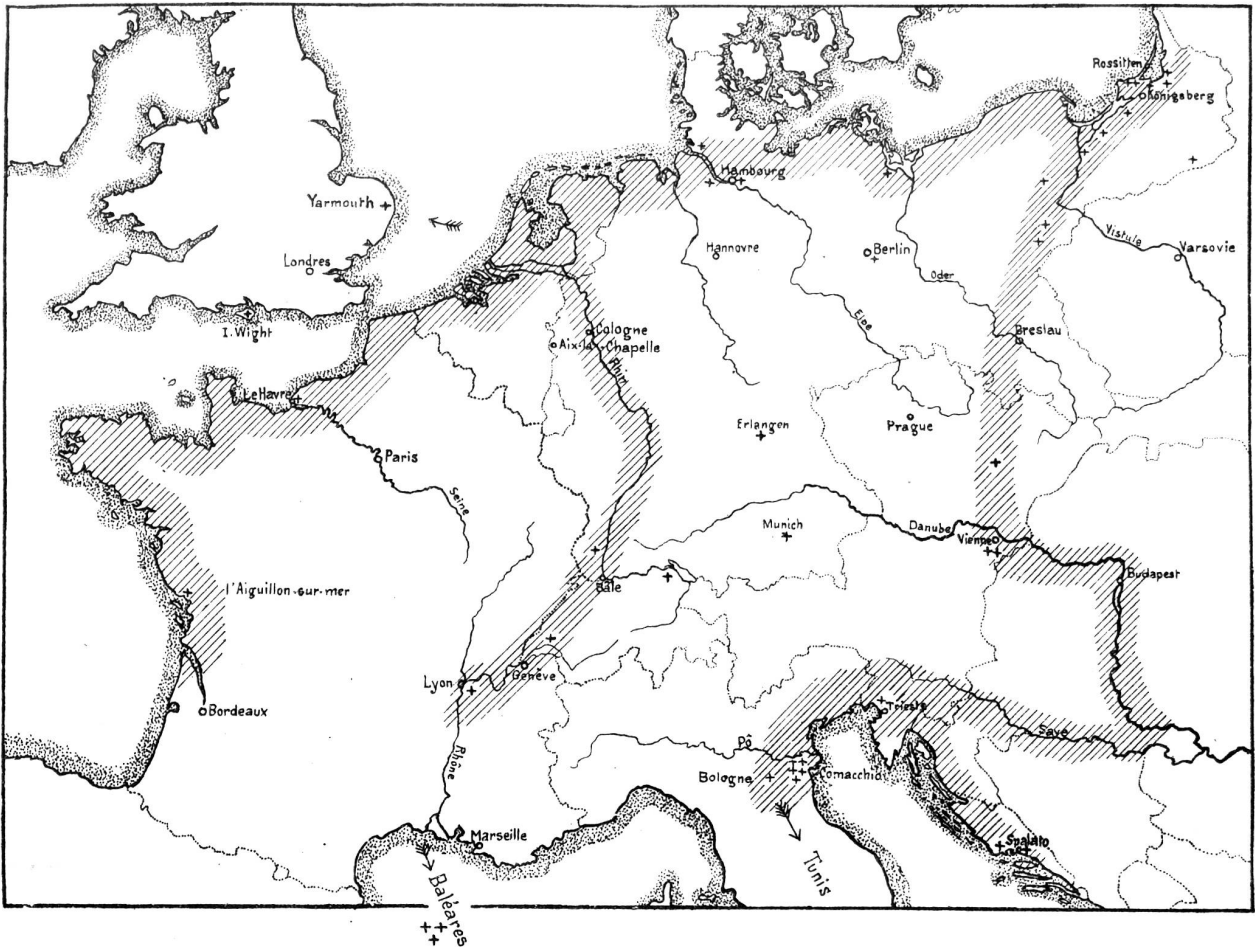 Rossitten
Königsberg
Hambourg
Yarmouth
Vistule
Hannovre
Berlin
Varsovie
Londres
Oder
Elbe
I. Wight
Cologne
Breslau
Aix-la-Chapelle
Rhin
Le Havre
Erlangen
Prague
Paris
Seine
Munich
Danube
Vienne
Budapest
Bâle
l'Aiguillon-sur-mer
Genève
Lyon
Bordeaux
Trieste
Save
Pô
Rhône
Bologne
Comacchio
Marseille
Spalato
Tunis
Baléares